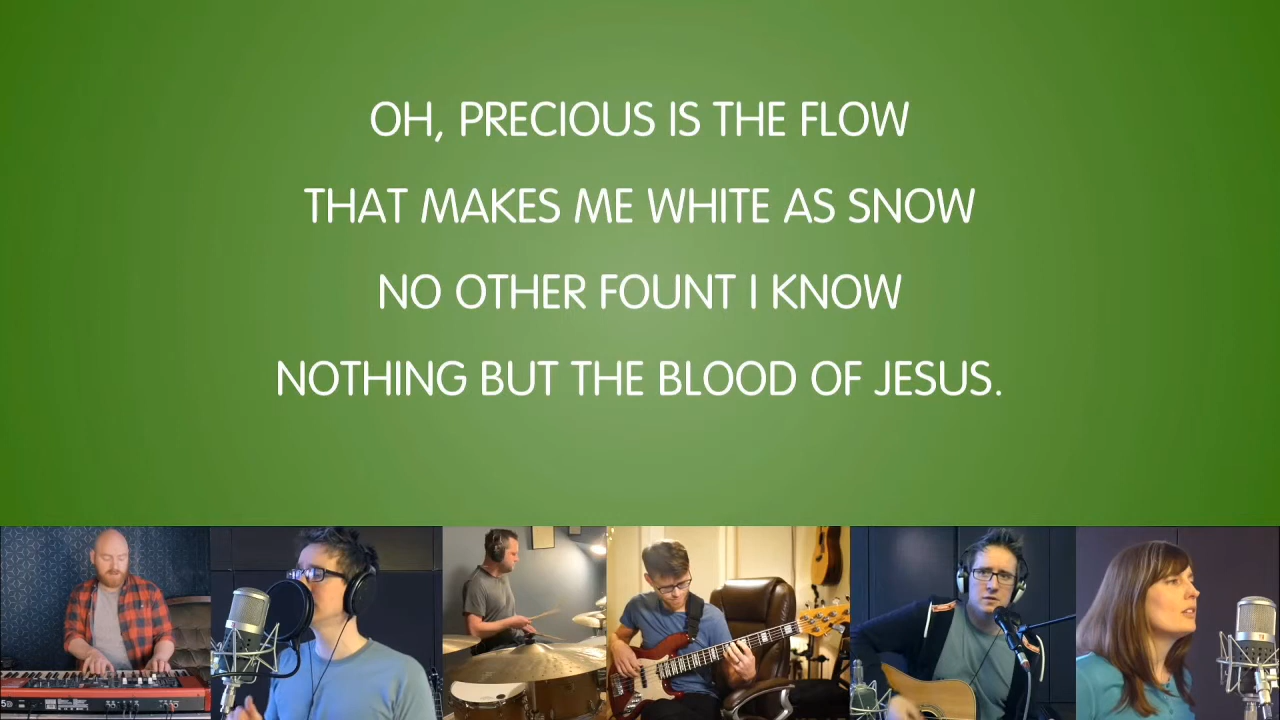 OH, PRECIOUS IS THE FLOW
THAT MAKES ME WHITE AS SNOW
NO OTHER FOUNT I KNOW
NOTHING BUT THE BLOOD OF JESUS.